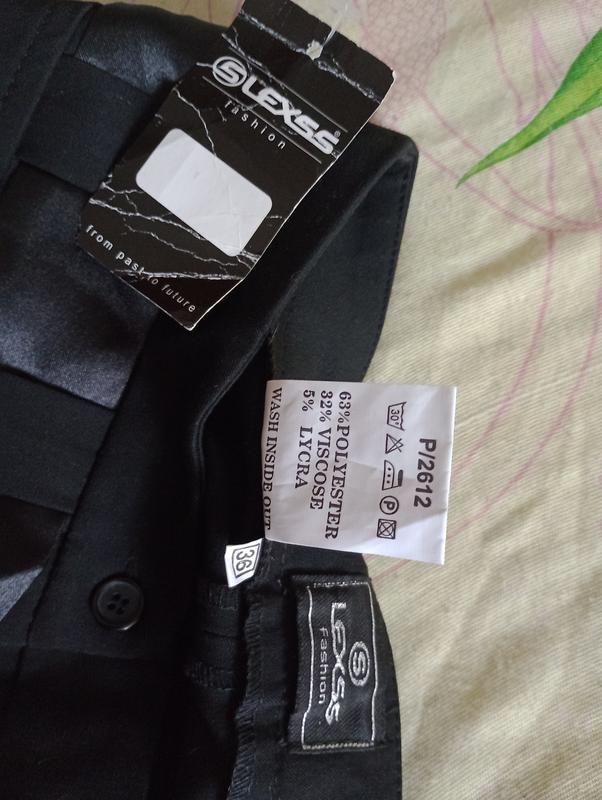 SLEXSS®
fashion
from past to future
P/2612
30°
P
63%POLYESTER
32% VISCOSE
5% LYCRA
WASH INSIDE OUT
36
S
LEXSS
fashion